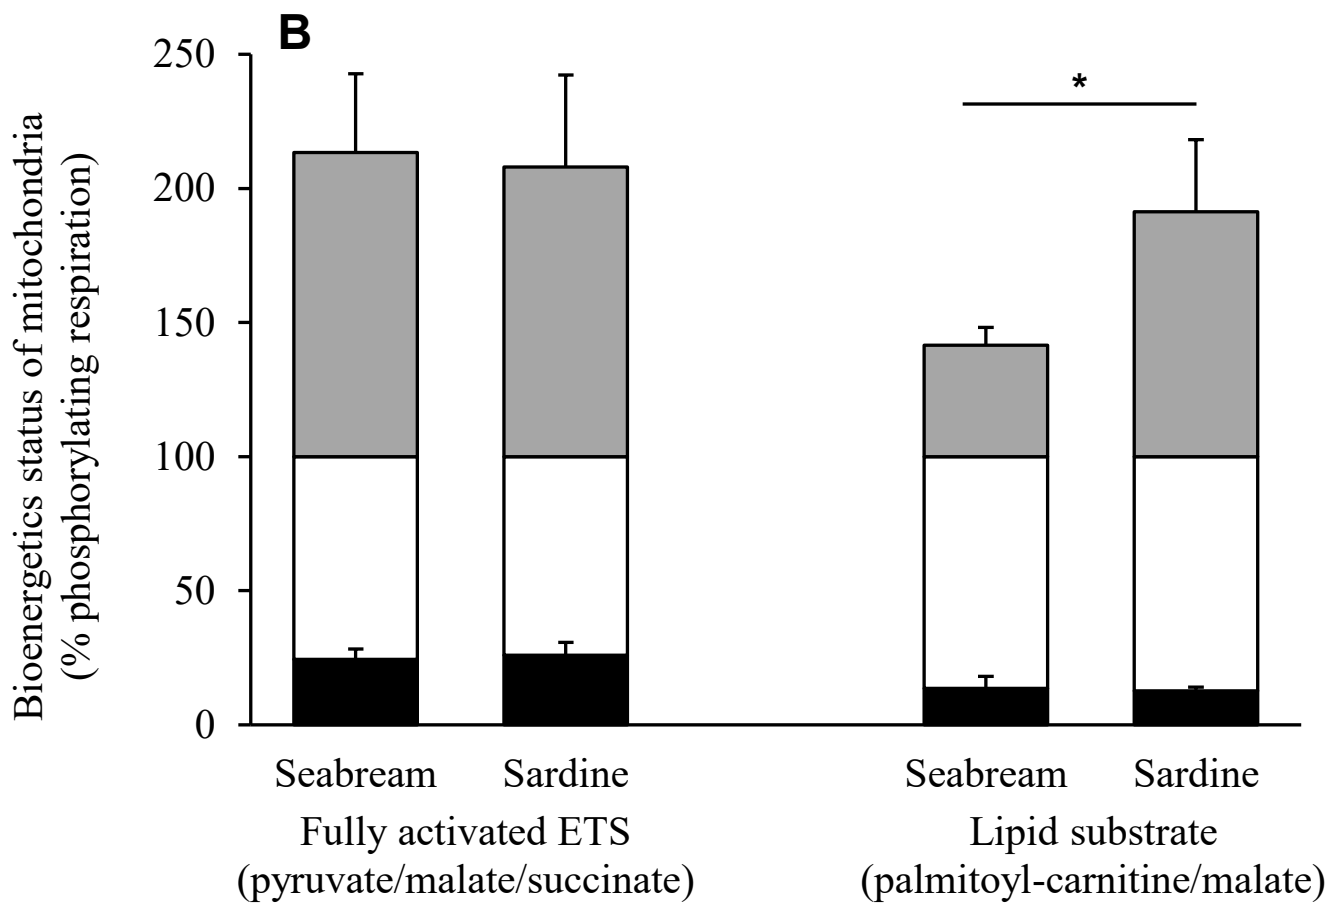 B
Bioenergetics status of mitochondria
(% phosphorylating respiration)
250
200
150
100
50
0
*
Seabream Sardine Seabream Sardine
Fully activated ETS Lipid substrate
(pyruvate/malate/succinate) (palmitoyl-carnitine/malate)